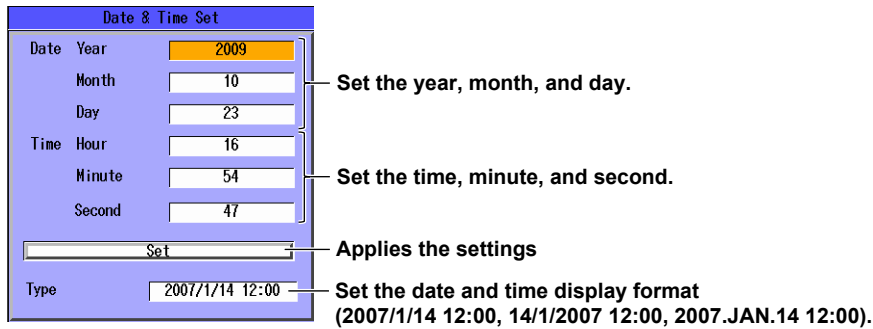 Date & Time Set
Date Year 2009
Month 10
Day 23
Set the year, month, and day.
Time Hour 16
Minute 54
Second 47
Set the time, minute, and second.
Set
Applies the settings
Type 2007/1/14 12:00
Set the date and time display format
(2007/1/14 12:00, 14/1/2007 12:00, 2007.JAN.14 12:00).